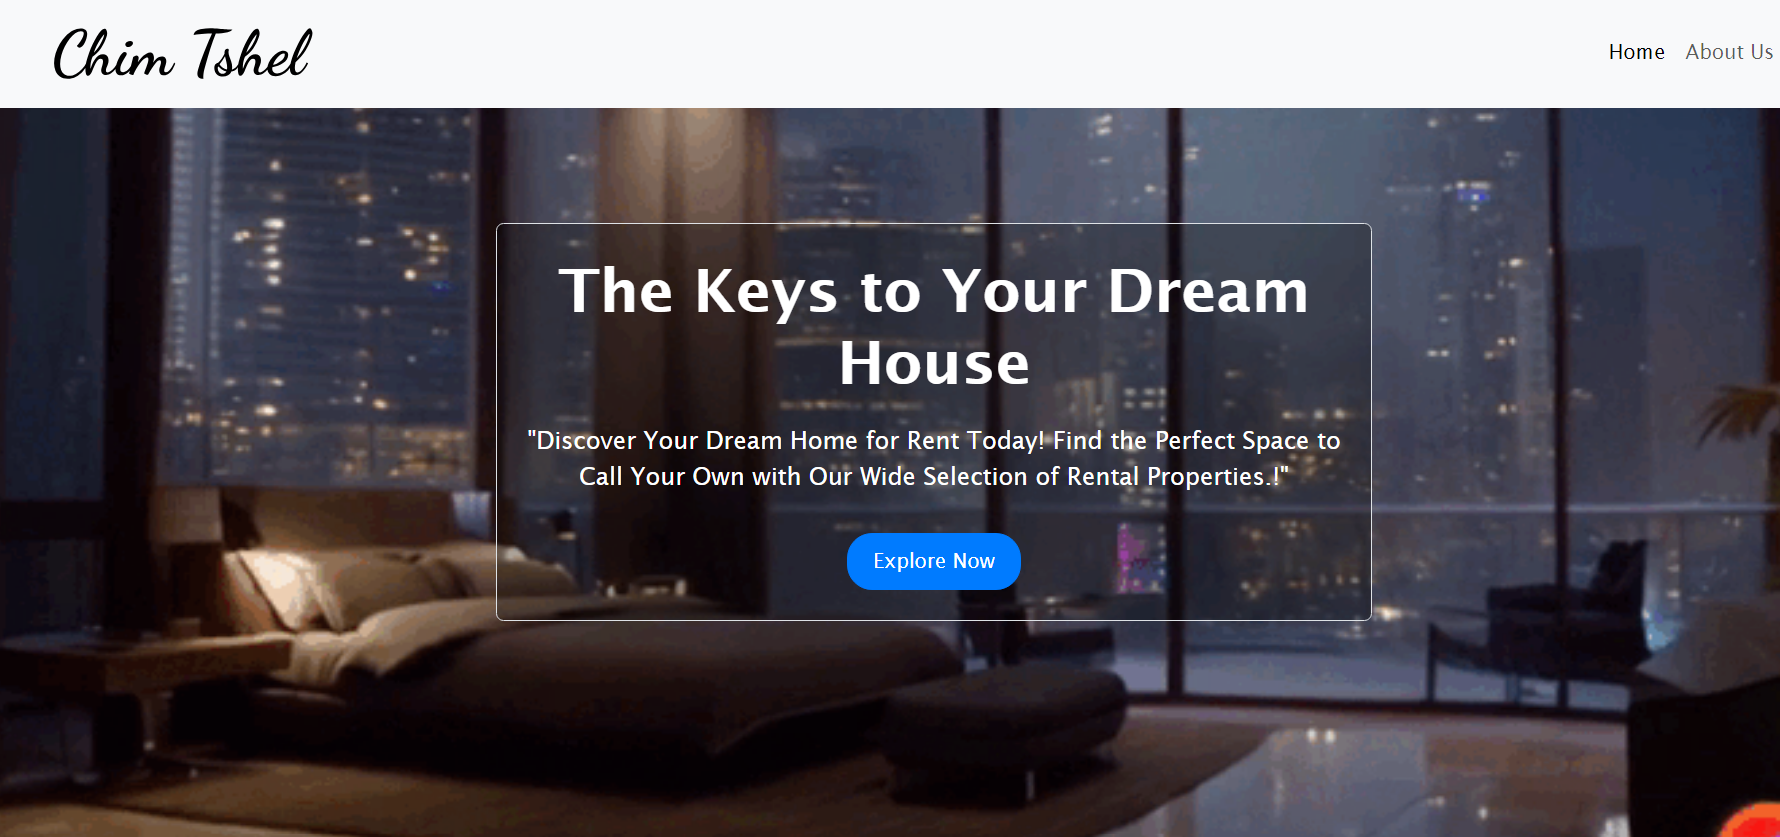 Chim Tshel
Home About Us
The Keys to Your Dream
House
"Discover Your Dream Home for Rent Today! Find the Perfect Space to
Call Your Own with Our Wide Selection of Rental Properties.!"
Explore Now